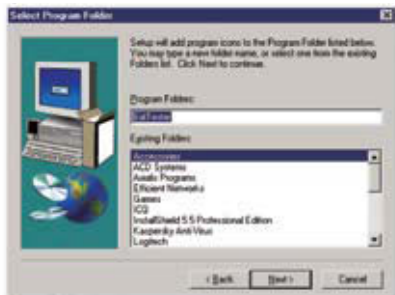 Select Program Folder
Setup will add program icons to the Program Folder listed below.
You may type a new folder name, or select one from the existing
Folders list. Click Next to continue.
Program Folders:
Existing Folders:
Accessories
ACD Systems
Awalls Programs
Efficient Networks
Games
ICQ
InstallShield 5.5 Professional Edition
Kaspersky Anti-Virus
Logitech
< Back
Next >
Cancel